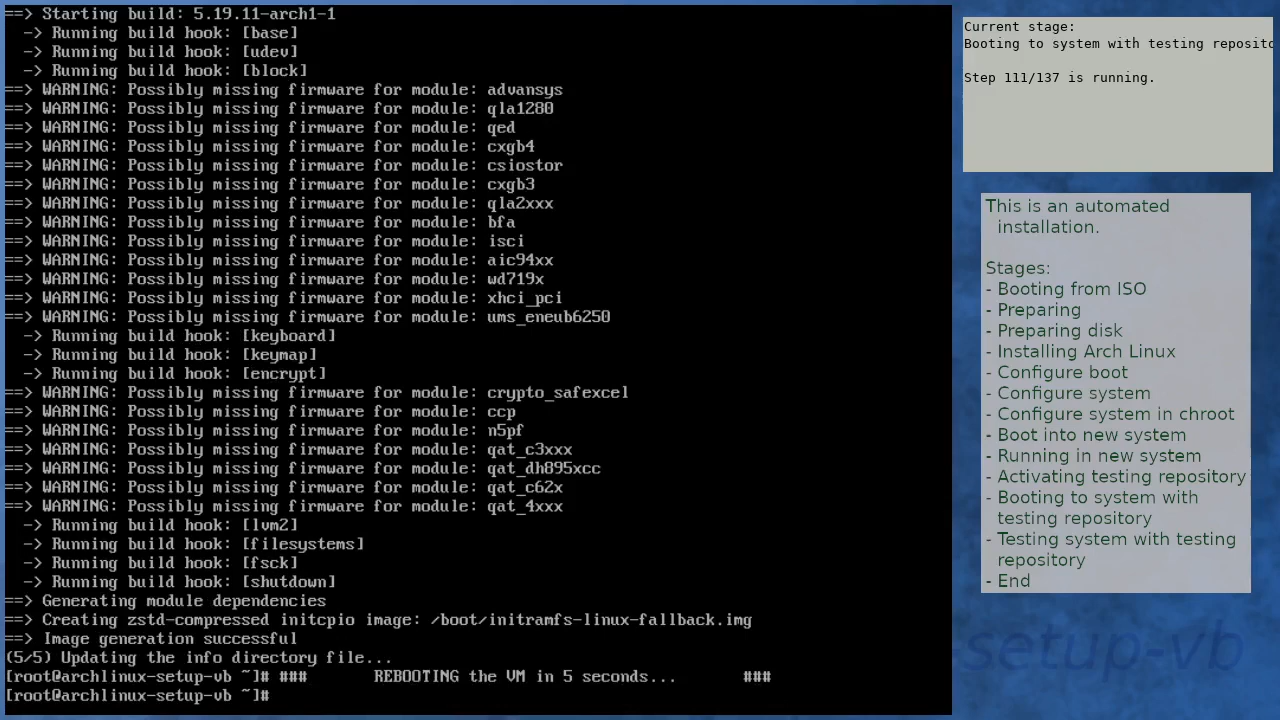 ==> Starting build: 5.19.11-arch1-1
  -> Running build hook: [base]
  -> Running build hook: [udev]
  -> Running build hook: [block]
==> WARNING: Possibly missing firmware for module: advansys
==> WARNING: Possibly missing firmware for module: qla1280
==> WARNING: Possibly missing firmware for module: qed
==> WARNING: Possibly missing firmware for module: cxgb4
==> WARNING: Possibly missing firmware for module: csiostor
==> WARNING: Possibly missing firmware for module: cxgb3
==> WARNING: Possibly missing firmware for module: qla2xxx
==> WARNING: Possibly missing firmware for module: bfa
==> WARNING: Possibly missing firmware for module: isci
==> WARNING: Possibly missing firmware for module: aic94xx
==> WARNING: Possibly missing firmware for module: wd719x
==> WARNING: Possibly missing firmware for module: xhci_pci
==> WARNING: Possibly missing firmware for module: ums_eneub6250
  -> Running build hook: [keyboard]
  -> Running build hook: [keymap]
  -> Running build hook: [encrypt]
==> WARNING: Possibly missing firmware for module: crypto_safexcel
==> WARNING: Possibly missing firmware for module: ccp
==> WARNING: Possibly missing firmware for module: n5pf
==> WARNING: Possibly missing firmware for module: qat_c3xxx
==> WARNING: Possibly missing firmware for module: qat_dh895xcc
==> WARNING: Possibly missing firmware for module: qat_c62x
==> WARNING: Possibly missing firmware for module: qat_4xxx
  -> Running build hook: [lvm2]
  -> Running build hook: [filesystems]
  -> Running build hook: [fsck]
  -> Running build hook: [shutdown]
==> Generating module dependencies
==> Creating zstd-compressed initcpio image: /boot/initramfs-linux-fallback.img
==> Image generation successful
(5/5) Updating the info directory file...
[root@archlinux-setup-vb ~]# ###       REBOOTING the VM in 5 seconds...       ###
[root@archlinux-setup-vb ~]#
Current stage:
Booting to system with testing reposito
Step 111/137 is running.
This is an automated
installation.
Stages:
- Booting from ISO
- Preparing
- Preparing disk
- Installing Arch Linux
- Configure boot
- Configure system
- Configure system in chroot
- Boot into new system
- Running in new system
- Activating testing repository
- Booting to system with
testing repository
- Testing system with testing
repository
- End
-setup-vb